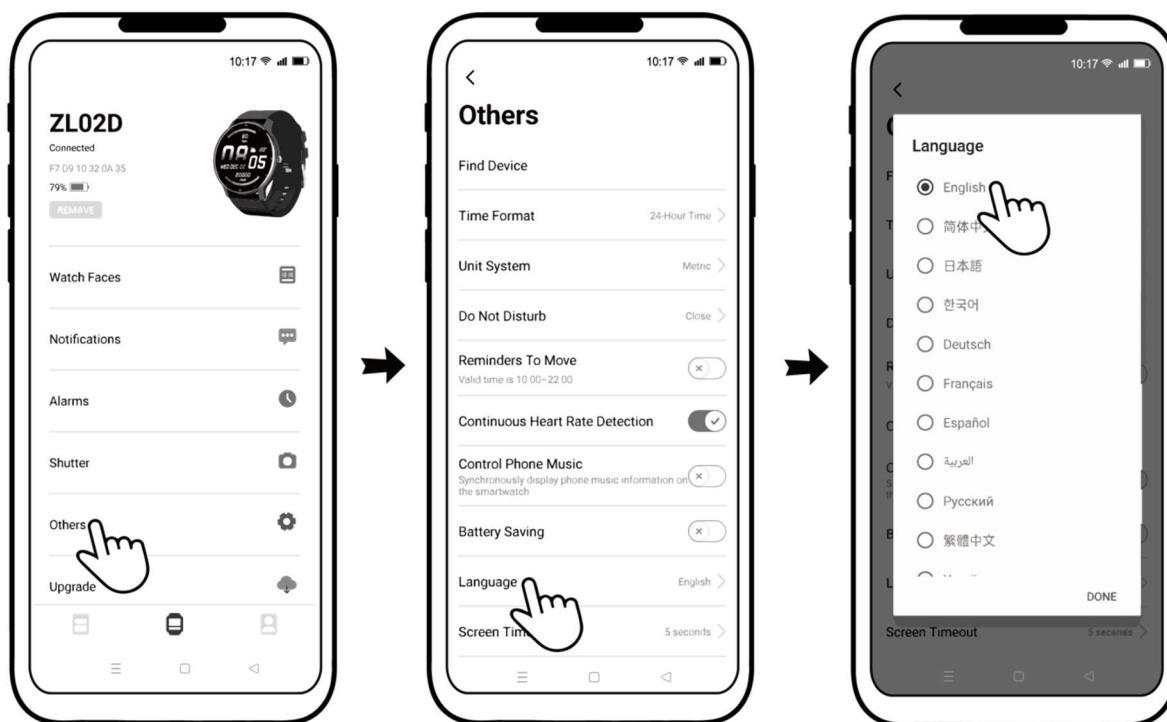 10:17
ZL02D
Connected
F7 D9 10 32 0A 35
79%
REMOVE
Watch Faces
Notifications
Alarms
Shutter
Others
Upgrade
10:17
Others
Find Device
Time Format 24-Hour Time
Unit System Metric
Do Not Disturb Close
Reminders To Move
Valid time is 10 00-22 00
Continuous Heart Rate Detection
Control Phone Music
Synchronously display phone music information on
the smartwatch
Battery Saving
Language English
Screen 5 seconds
10:17
Language
English
简体中
日本語
한국어
Deutsch
Français
Español
العربية
Русский
繁體中文
DONE
Screen Timeout 5 seconds